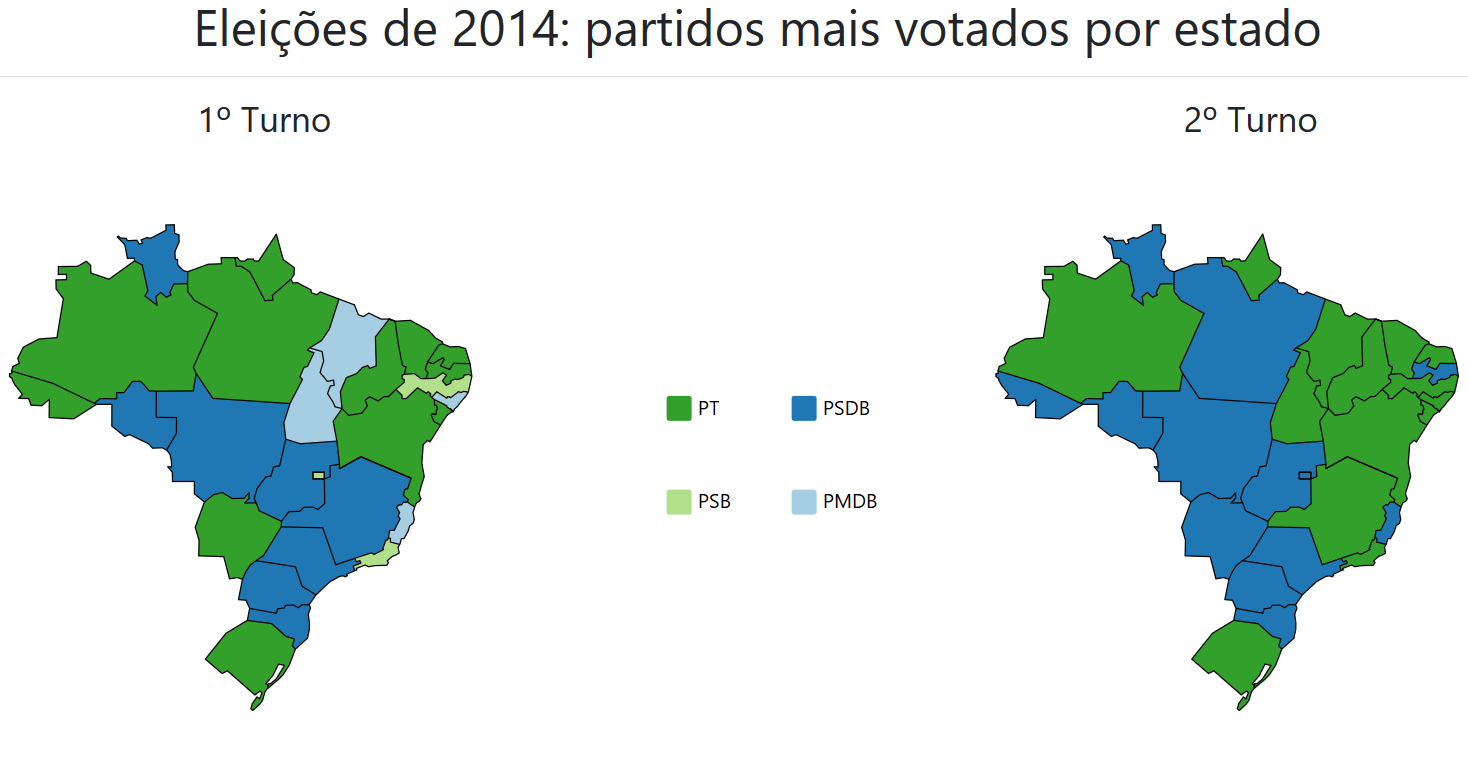 Eleições de 2014: partidos mais votados por estado
1º Turno
2º Turno
PT
PSDB
PSB
PMDB